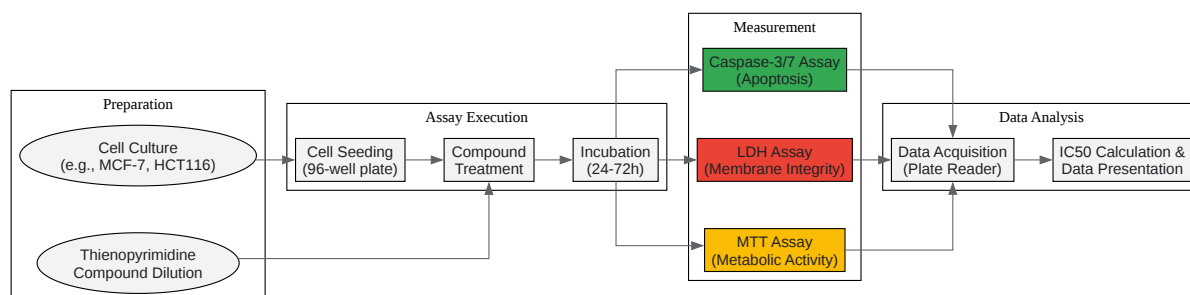 Preparation
Cell Culture
(e.g., MCF-7, HCT116)
Thienopyrimidine
Compound Dilution
Assay Execution
Cell Seeding
(96-well plate)
Compound
Treatment
Incubation
(24-72h)
Measurement
Caspase-3/7 Assay
(Apoptosis)
LDH Assay
(Membrane Integrity)
MTT Assay
(Metabolic Activity)
Data Analysis
Data Acquisition
(Plate Reader)
IC50 Calculation &
Data Presentation